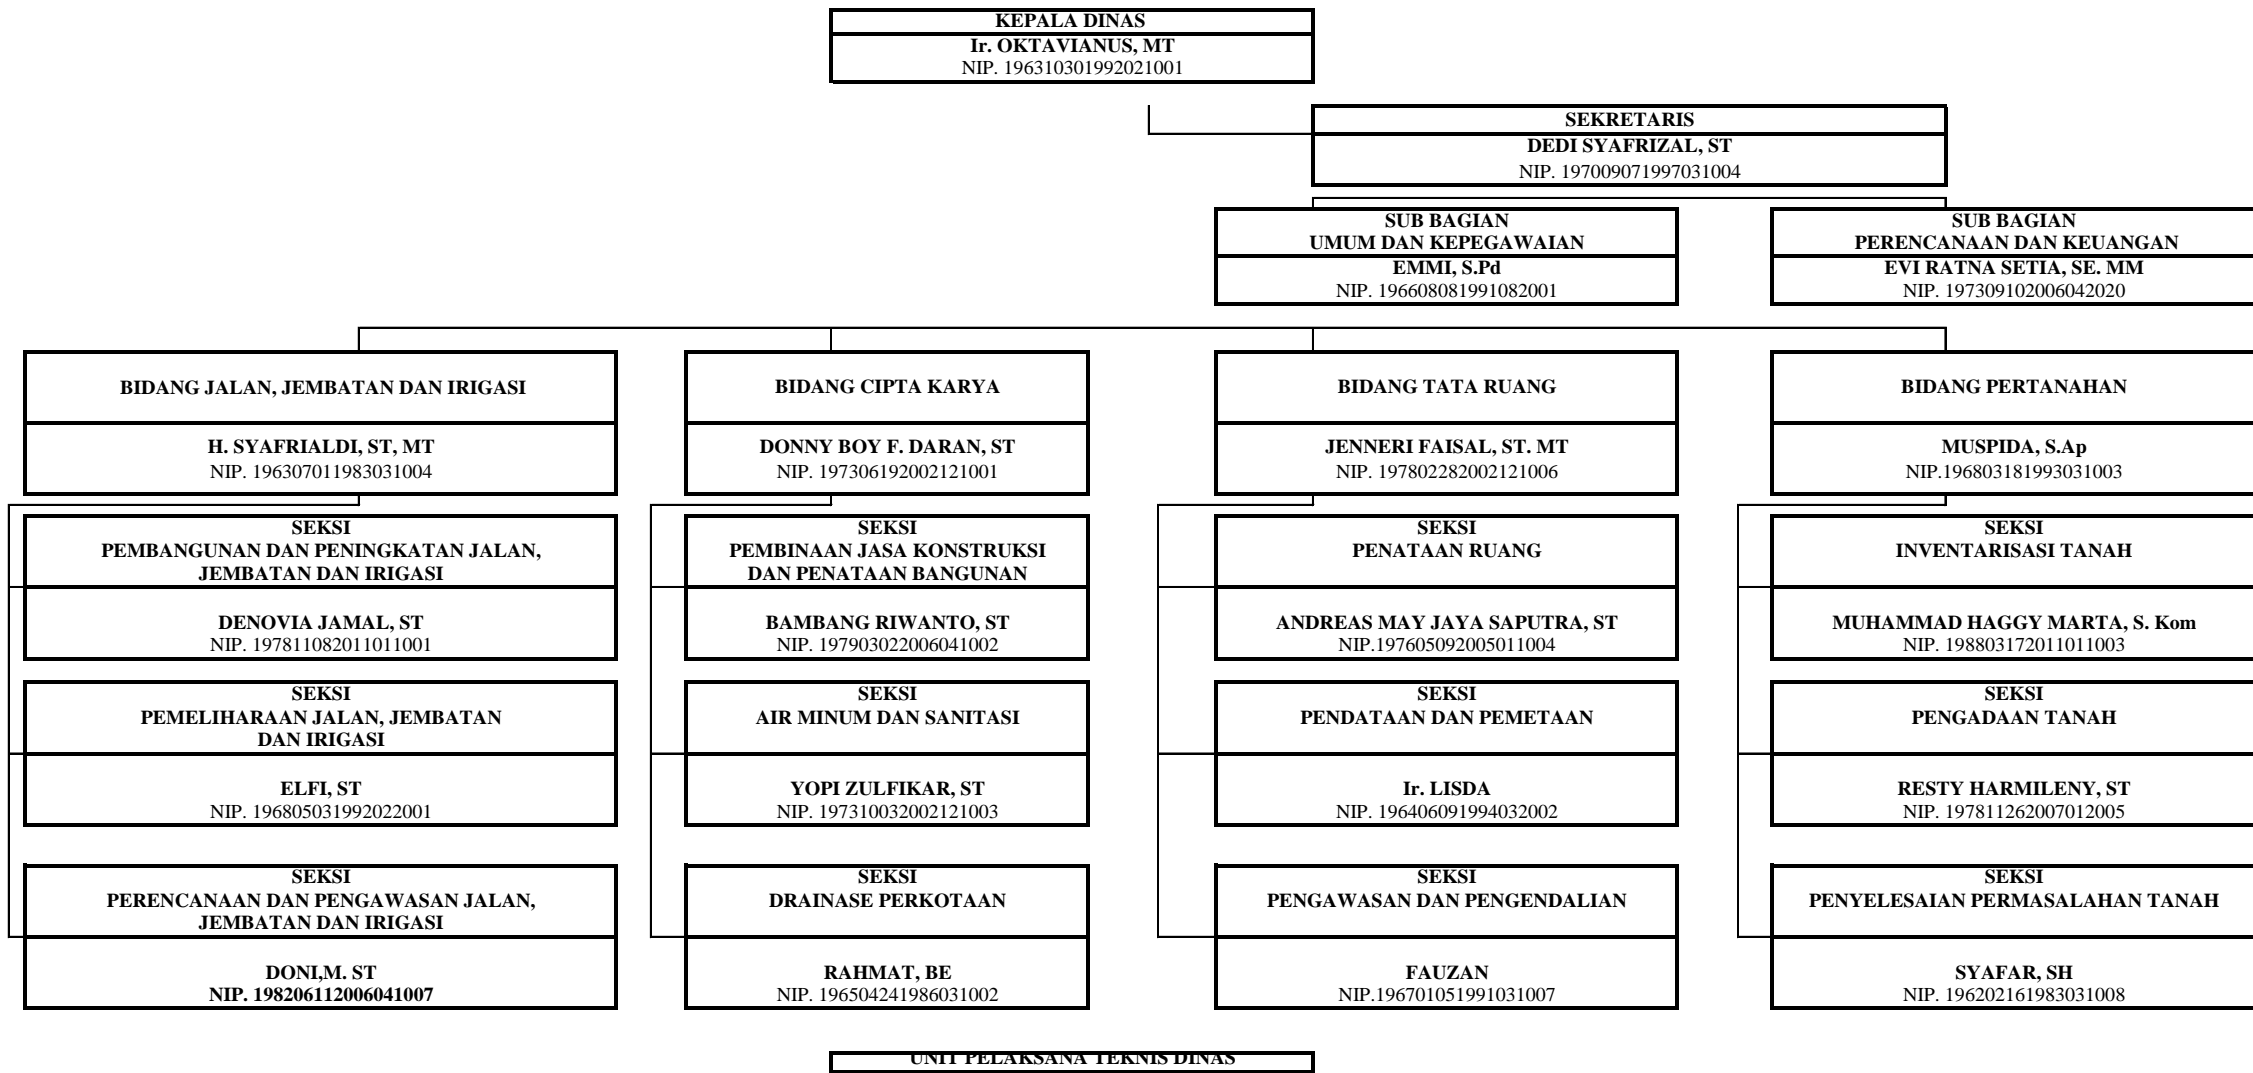 KEPALA DINAS
Ir. OKTAVIANUS, MT
NIP. 196310301992021001
SEKRETARIS
DEDI SYAFRIZAL, ST
NIP. 197009071997031004
SUB BAGIAN
UMUM DAN KEPEGAWAIAN
EMMI, S.Pd
NIP. 196608081991082001
SUB BAGIAN
PERENCANAAN DAN KEUANGAN
EVI RATNA SETIA, SE. MM
NIP. 197309102006042020
BIDANG JALAN, JEMBATAN DAN IRIGASI
H. SYAFRIALDI, ST, MT
NIP. 196307011983031004
SEKSI
PEMBANGUNAN DAN PENINGKATAN JALAN,
JEMBATAN DAN IRIGASI
DENOVIA JAMAL, ST
NIP. 197811082011011001
SEKSI
PEMELIHARAAN JALAN, JEMBATAN
DAN IRIGASI
ELFI, ST
NIP. 196805031992022001
SEKSI
PERENCANAAN DAN PENGAWASAN JALAN,
JEMBATAN DAN IRIGASI
DONI,M. ST
NIP. 198206112006041007
BIDANG CIPTA KARYA
DONNY BOY F. DARAN, ST
NIP. 197306192002121001
SEKSI
PEMBINAAN JASA KONSTRUKSI
DAN PENATAAN BANGUNAN
BAMBANG RIWANTO, ST
NIP. 197903022006041002
SEKSI
AIR MINUM DAN SANITASI
YOPI ZULFIKAR, ST
NIP. 197310032002121003
SEKSI
DRAINASE PERKOTAAN
RAHMAT, BE
NIP. 196504241986031002
BIDANG TATA RUANG
JENNERI FAISAL, ST. MT
NIP. 197802282002121006
SEKSI
PENATAAN RUANG
ANDREAS MAY JAYA SAPUTRA, ST
NIP.197605092005011004
SEKSI
PENDATAAN DAN PEMETAAN
Ir. LISDA
NIP. 196406091994032002
SEKSI
PENGAWASAN DAN PENGENDALIAN
FAUZAN
NIP.196701051991031007
BIDANG PERTANAHAN
MUSPIDA, S.Ap
NIP.196803181993031003
SEKSI
INVENTARISASI TANAH
MUHAMMAD HAGGY MARTA, S. Kom
NIP. 198803172011011003
SEKSI
PENGADAAN TANAH
RESTY HARMILENY, ST
NIP. 197811262007012005
SEKSI
PENYELESAIAN PERMASALAHAN TANAH
SYAFAR, SH
NIP. 196202161983031008
UNIT PELAKSANA TEKNIS DINAS